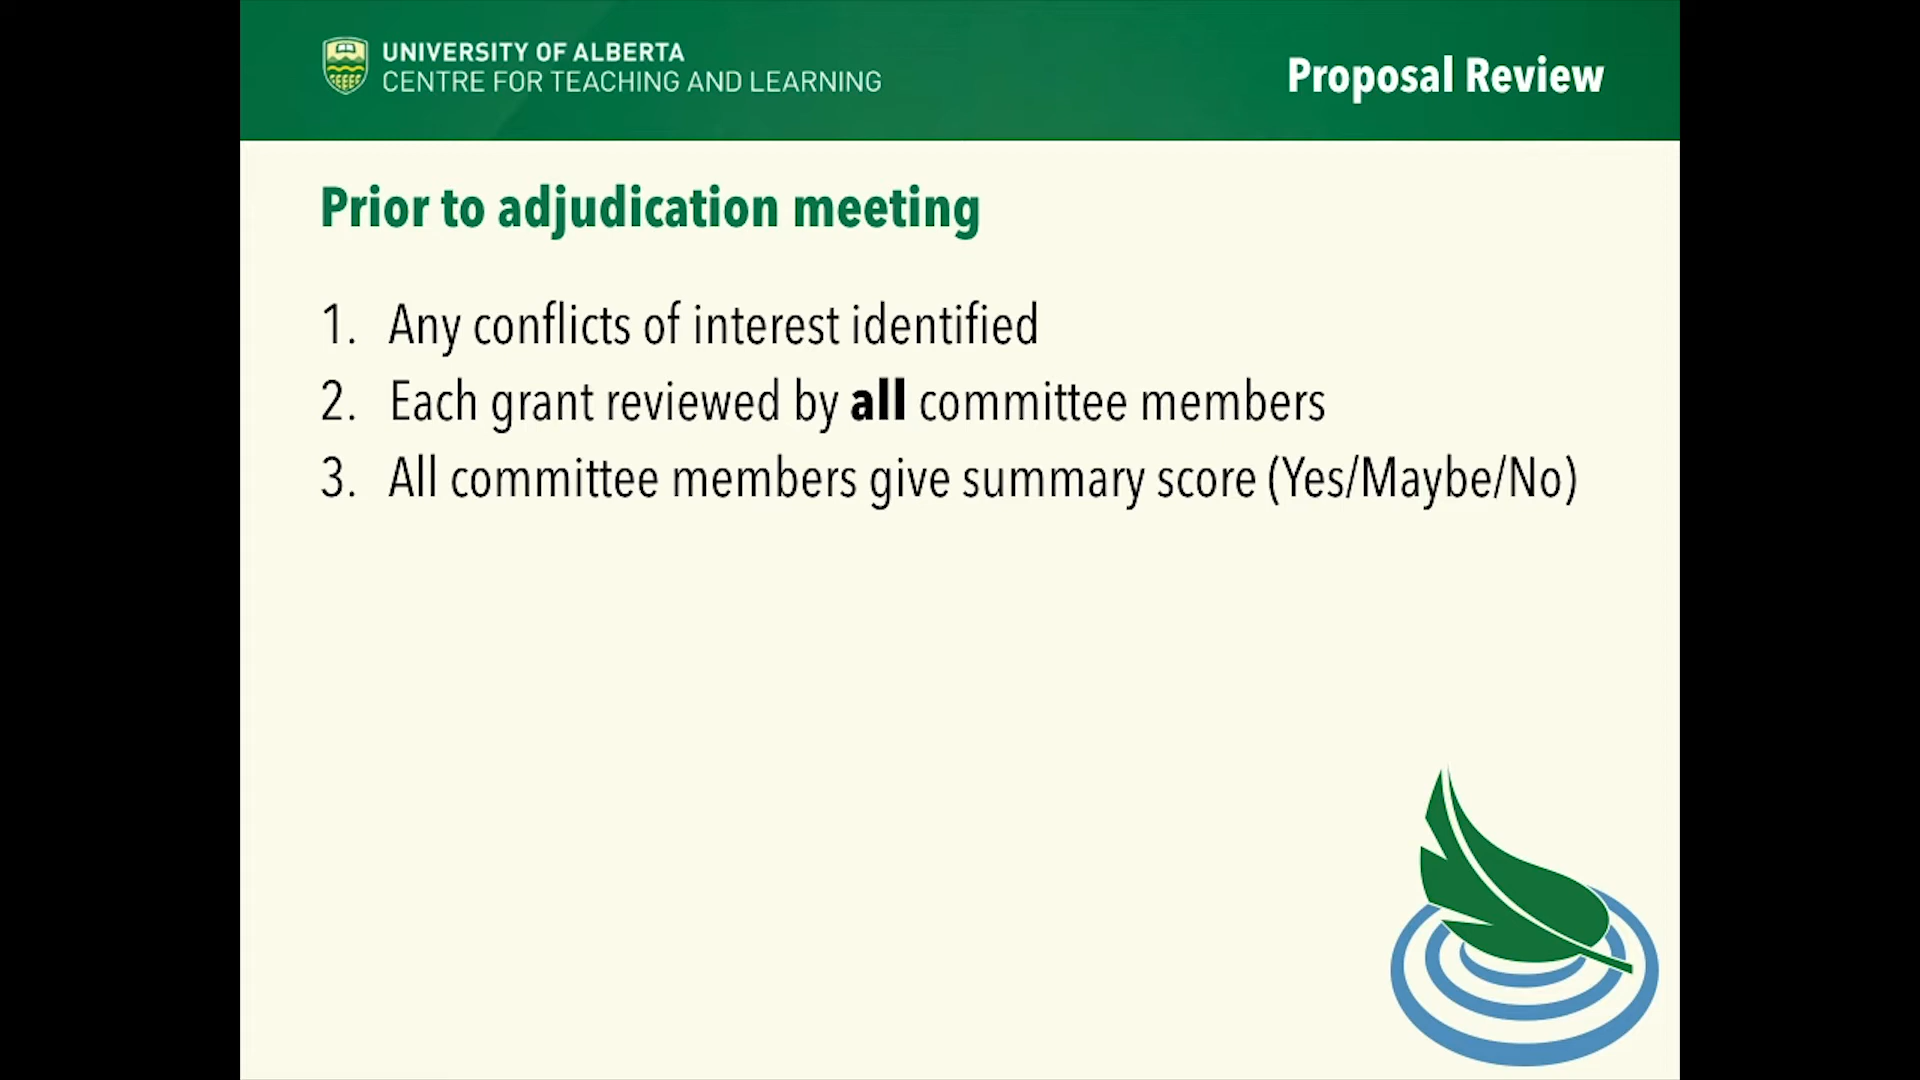 UNIVERSITY OF ALBERTA
CENTRE FOR TEACHING AND LEARNING
Proposal Review
Prior to adjudication meeting
1. Any conflicts of interest identified
2. Each grant reviewed by all committee members
3. All committee members give summary score (Yes/Maybe/No)